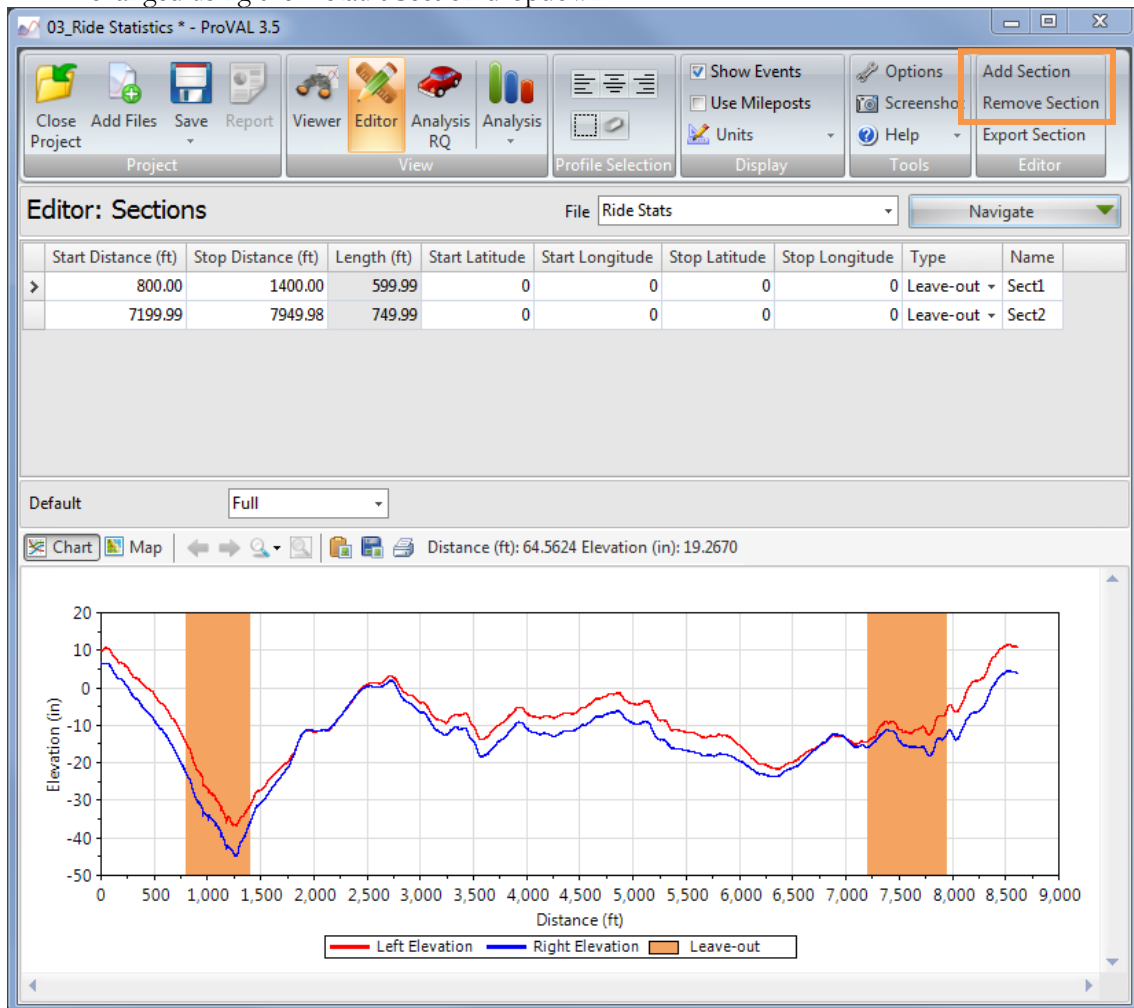 03_Ride Statistics * - ProVAL 3.5
Close Project
Add Files
Save
Report
Project
Viewer
Editor
Analysis RQ
Analysis
View
Profile Selection
Show Events
Use Mileposts
Units
Display
Options
Screensho
Help
Tools
Add Section
Remove Section
Export Section
Editor
Editor: Sections File Ride Stats Navigate
Start Distance (ft) Stop Distance (ft) Length (ft) Start Latitude Start Longitude Stop Latitude Stop Longitude Type Name
800.00 1400.00 599.99 0 0 0 0 Leave-out Sect1
7199.99 7949.98 749.99 0 0 0 0 Leave-out Sect2
Default Full
Chart Map Distance (ft): 64.5624 Elevation (in): 19.2670
20
10
0
-10
-20
-30
-40
-50
Elevation (in)
0 500 1,000 1,500 2,000 2,500 3,000 3,500 4,000 4,500 5,000 5,500 6,000 6,500 7,000 7,500 8,000 8,500 9,000
Distance (ft)
Left Elevation Right Elevation Leave-out